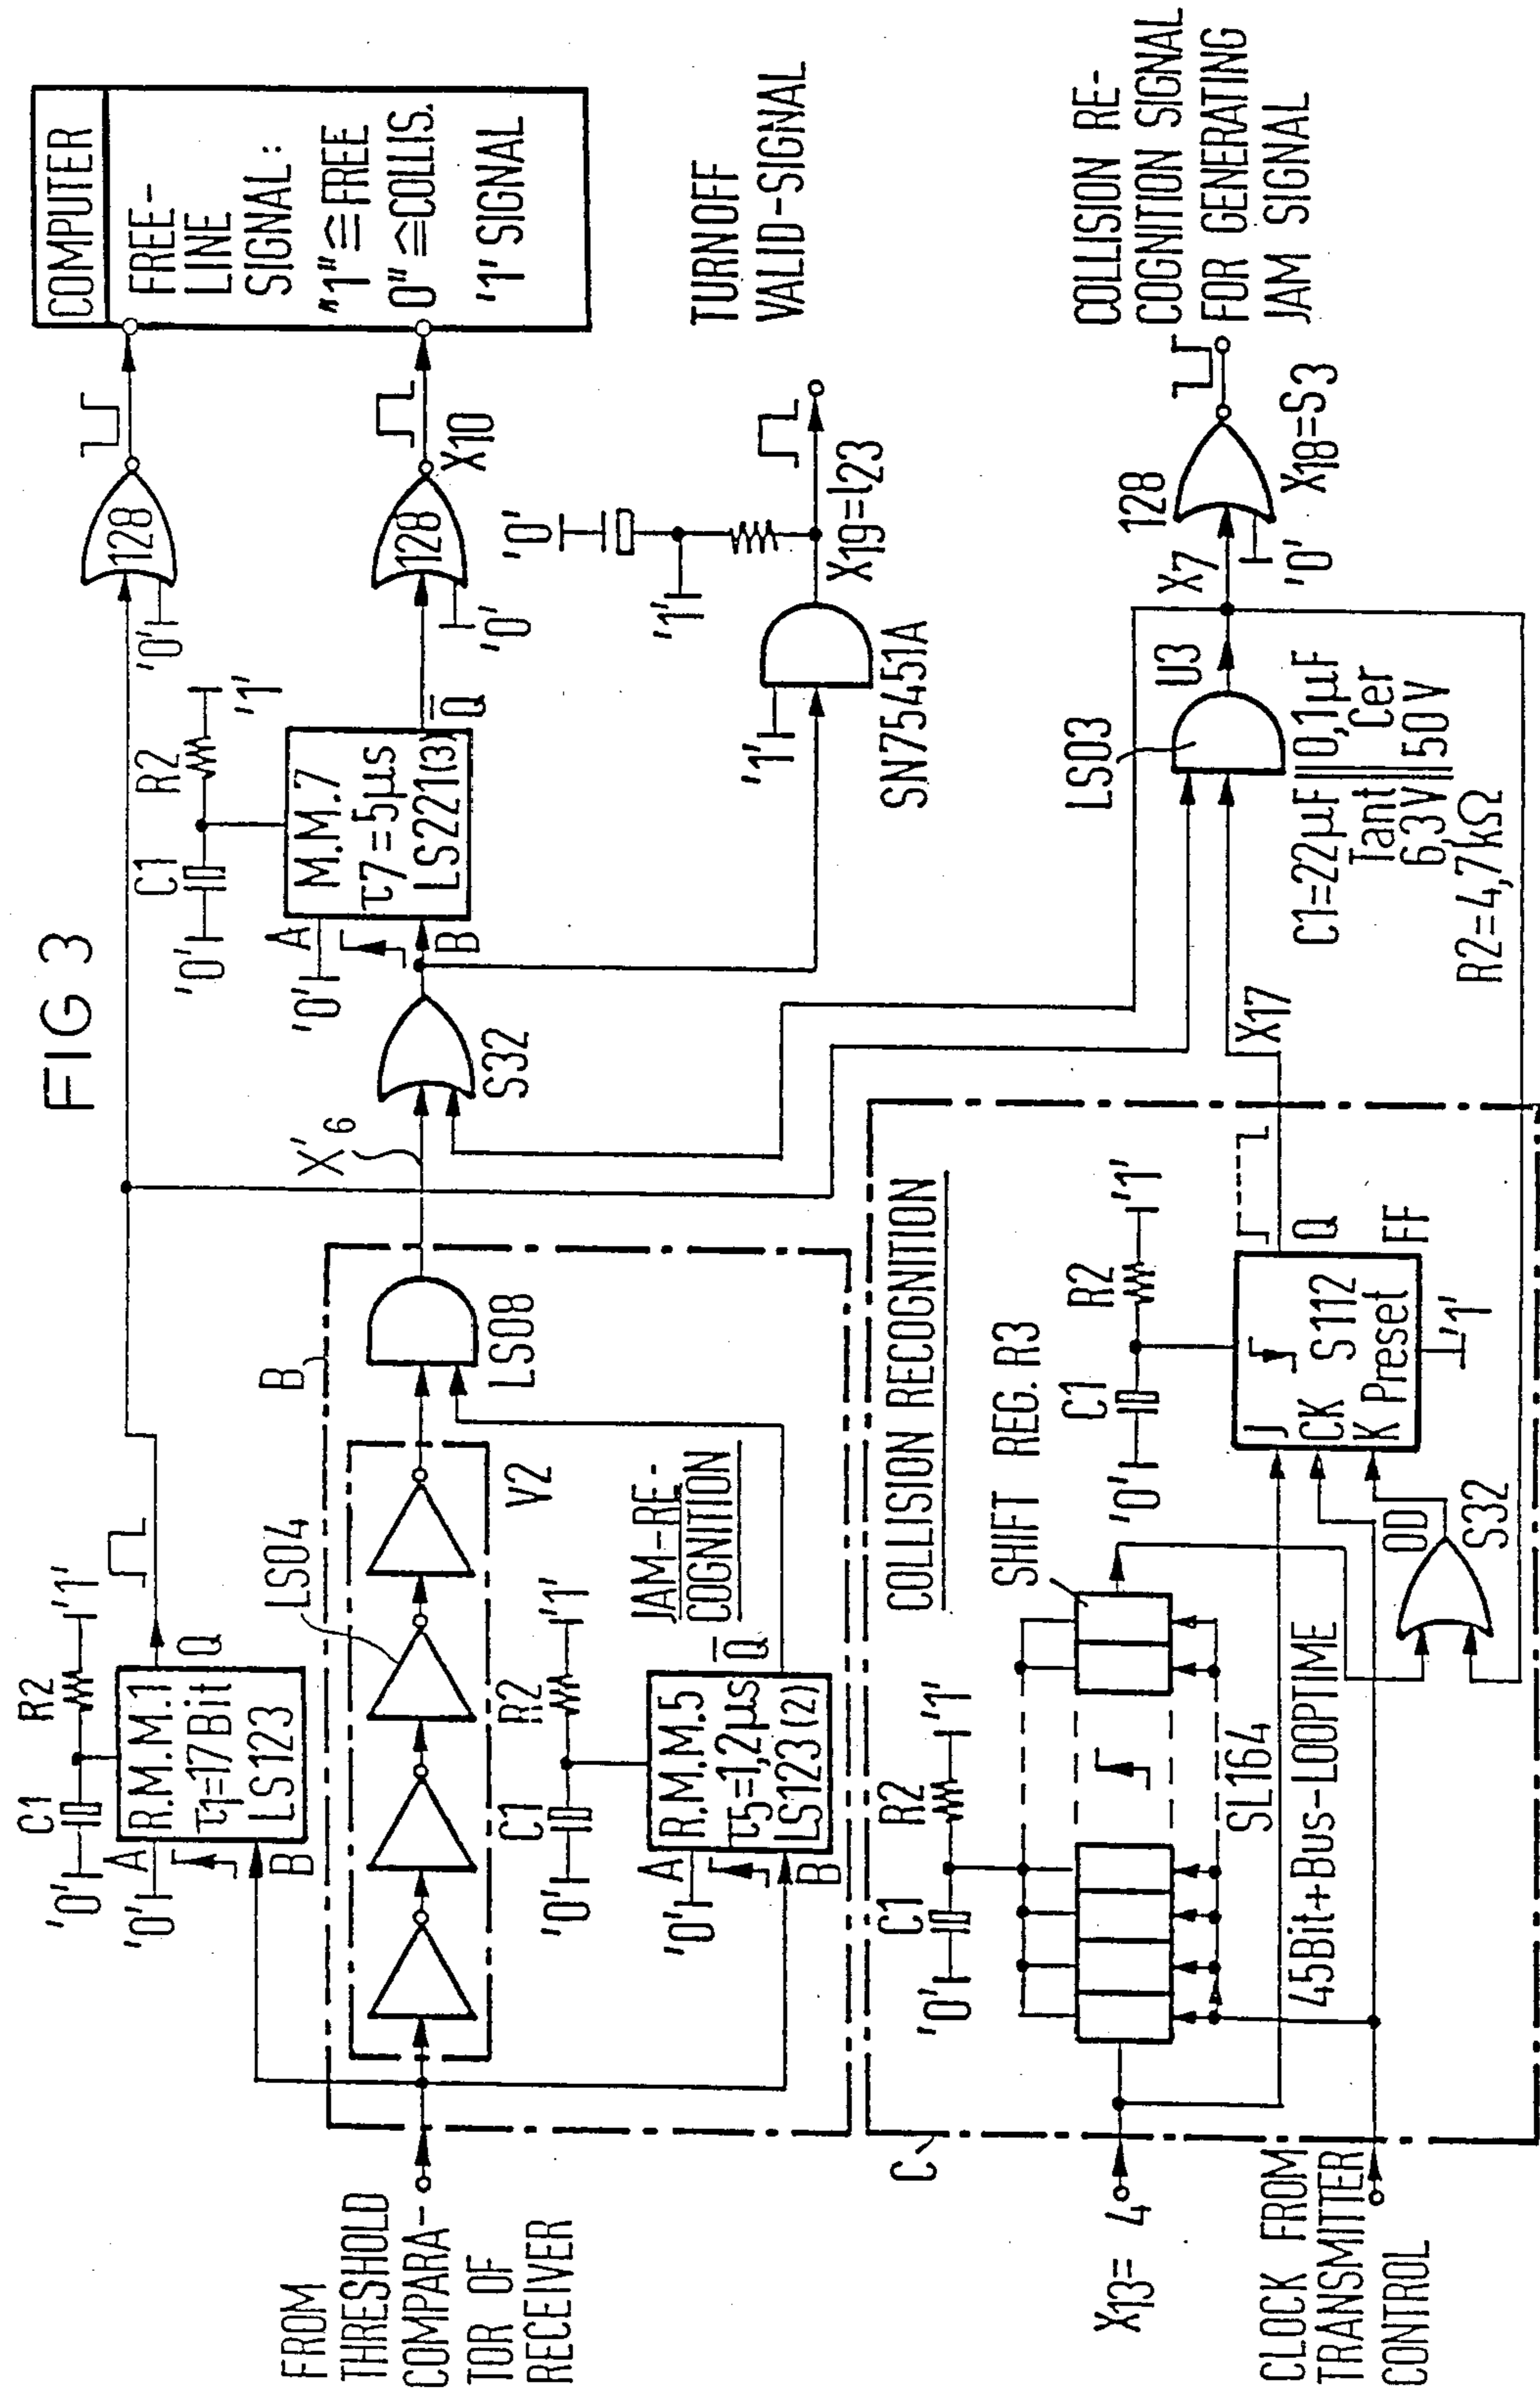 FIG 3
COMPUTER
FREE-
LINE
SIGNAL:
"1"≙FREE
0"≙COLLIS.
'1' SIGNAL
128
'0'
128
'0'
X10
TURNOFF
VALID-SIGNAL
'0'
'1'
X19=l23
'1'
SN75451A
C1
R2
'0'
'1'
M.M.7
τ7=5µs
LS221(3)
Q̅
'0'
A
B
S32
X'6
C1
R2
'0'
'1'
R.M.M.1
τ1=17Bit
LS123
Q
'0'
A
B
B
LS04
V2
LS08
JAM-RE-
COGNITION
C1
R2
'0'
'1'
R.M.M.5
τ5=1,2µs
LS123(2)
Q̅
'0'
A
B
FROM
THRESHOLD
COMPARA-
TOR OF
RECEIVER
COLLISION RECOGNITION
SHIFT REG. R3
C1
R2
'0'
'1'
SL164
45Bit+Bus-LOOPTIME
C1
R2
'0'
'1'
J
CK
K
S112
Preset
'1'
Q
FF
OD
S32
C
X13= 4
CLOCK FROM
TRANSMITTER
CONTROL
X17
LS03
U3
X7
128
'0'
X18=S3
COLLISION RE-
COGNITION SIGNAL
FOR GENERATING
JAM SIGNAL
C1=22µF||0,1µF
Tant || Cer
6,3V||50V
R2=4,7kΩ